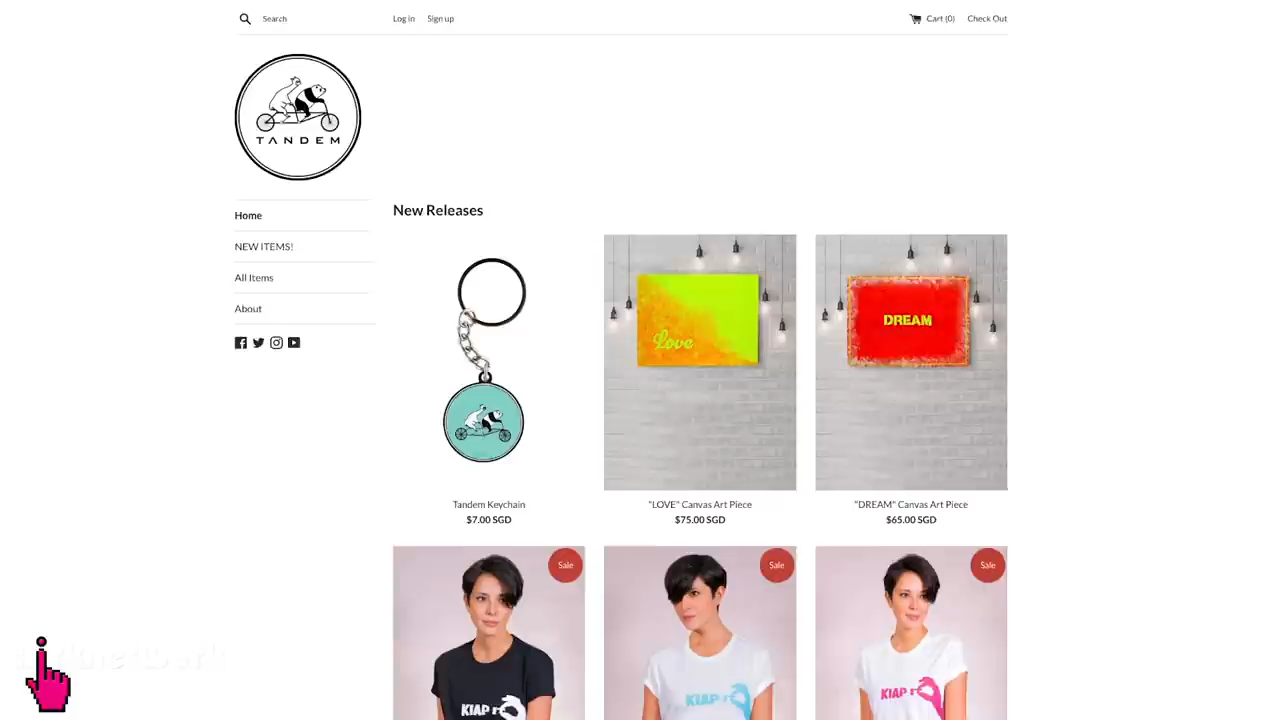 Search
Log in
Sign up
Cart (0)
Check Out
TANDEM
Home
NEW ITEMS!
All Items
About
New Releases
Love
DREAM
Tandem Keychain
$7.00 SGD
"LOVE" Canvas Art Piece
$75.00 SGD
"DREAM" Canvas Art Piece
$65.00 SGD
Sale
Sale
Sale
KIAP
KIAP
KIAP